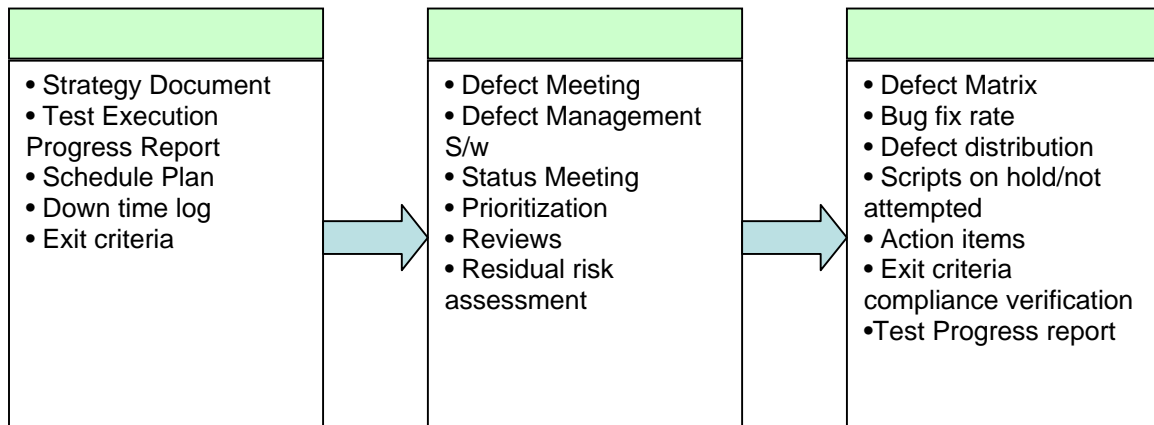 • Strategy Document
• Test Execution
Progress Report
• Schedule Plan
• Down time log
• Exit criteria
• Defect Meeting
• Defect Management
S/w
• Status Meeting
• Prioritization
• Reviews
• Residual risk
assessment
• Defect Matrix
• Bug fix rate
• Defect distribution
• Scripts on hold/not
attempted
• Action items
• Exit criteria
compliance verification
•Test Progress report